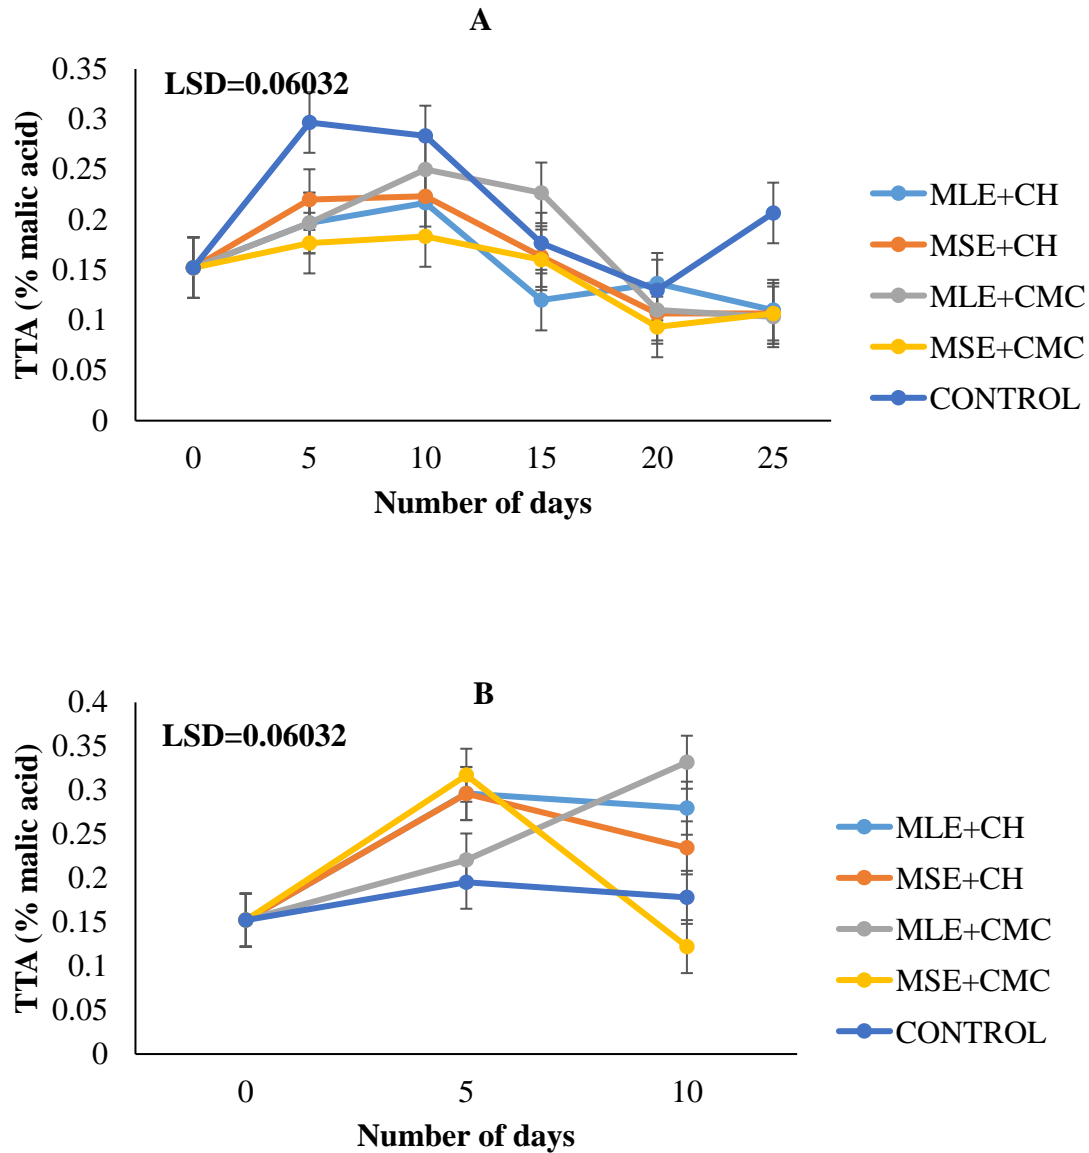 A
LSD=0.06032
TTA (% malic acid)
0.35
0.3
0.25
0.2
0.15
0.1
0.05
0
0 5 10 15 20 25
Number of days
MLE+CH
MSE+CH
MLE+CMC
MSE+CMC
CONTROL
B
LSD=0.06032
TTA (% malic acid)
0.4
0.35
0.3
0.25
0.2
0.15
0.1
0.05
0
0 5 10
Number of days
MLE+CH
MSE+CH
MLE+CMC
MSE+CMC
CONTROL